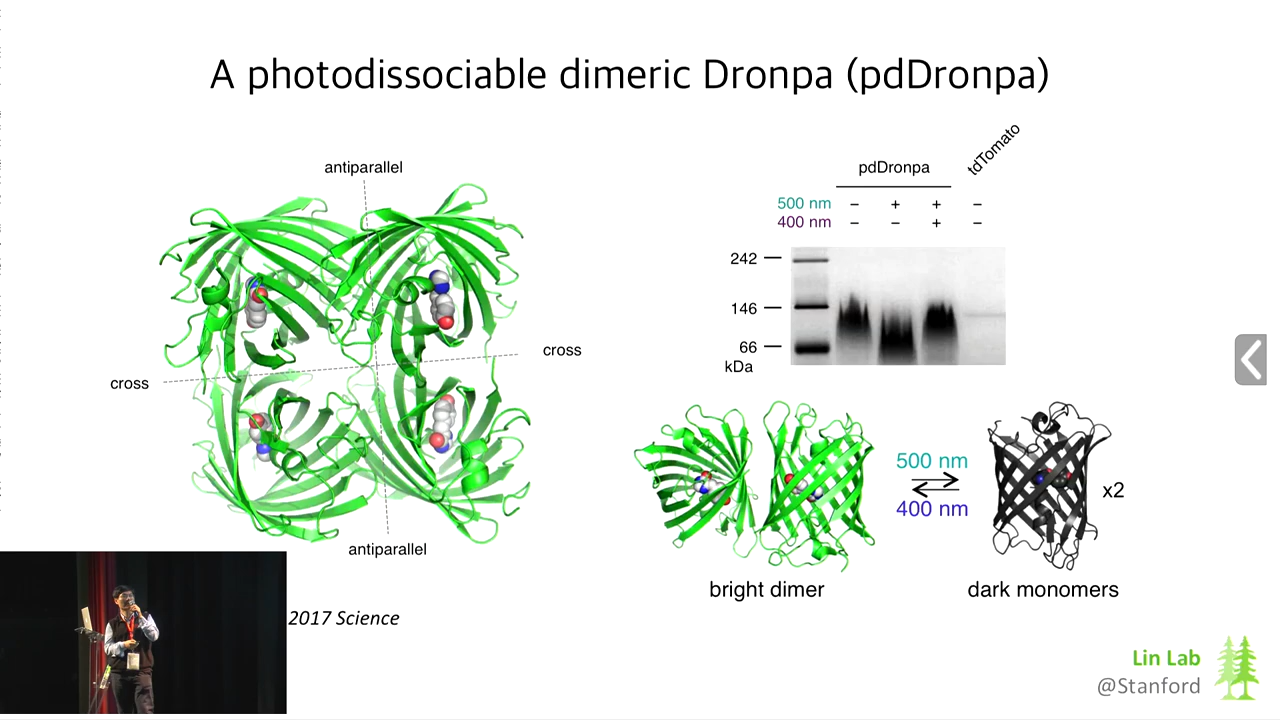 A photodissociable dimeric Dronpa (pdDronpa)
antiparallel
cross
cross
antiparallel
pdDronpa
tdTomato
500 nm − + + −
400 nm − − + −
242
146
66
kDa
500 nm
400 nm
x2
bright dimer
dark monomers
2017 Science
Lin Lab
@Stanford